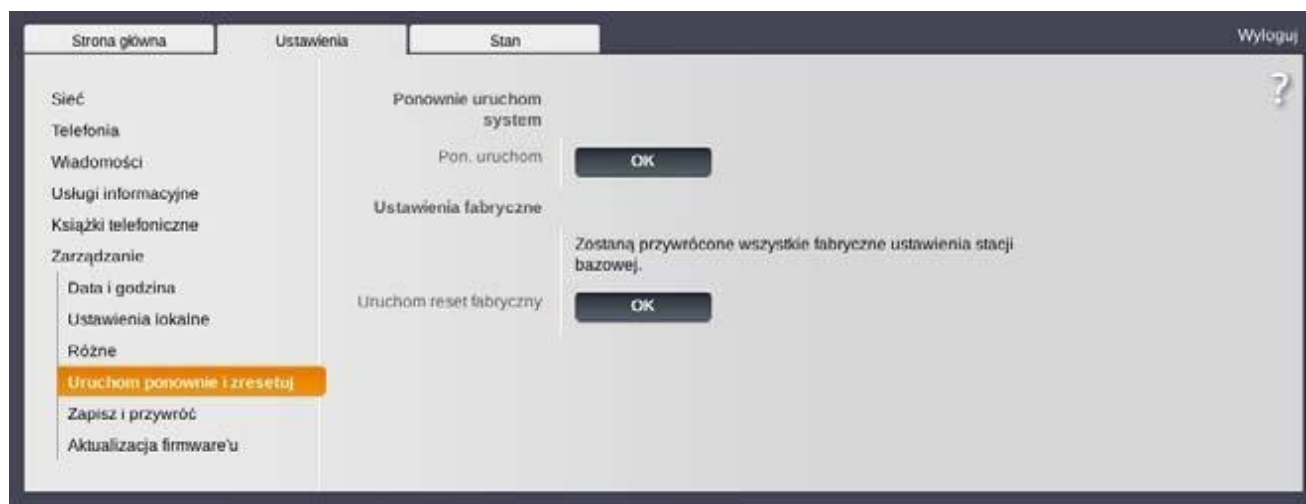 Strona główna
Ustawienia
Stan
Wyloguj
?
Sieć
Telefonia
Wiadomości
Usługi informacyjne
Książki telefoniczne
Zarządzanie
Data i godzina
Ustawienia lokalne
Różne
Uruchom ponownie i zresetuj
Zapisz i przywróć
Aktualizacja firmware'u
Ponownie uruchom
system
Pon. uruchom
OK
Ustawienia fabryczne
Zostaną przywrócone wszystkie fabryczne ustawienia stacji
bazowej.
Uruchom reset fabryczny
OK